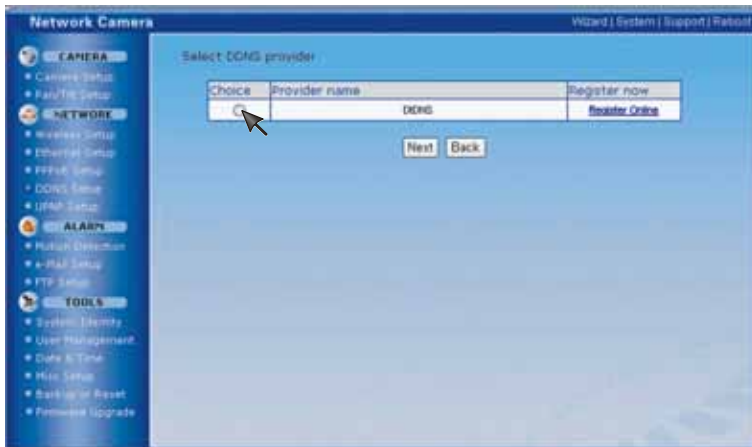 Network Camera
Wizard | System | Support | Reboot
CAMERA
Camera Setup
Pan/Tilt Setup
NETWORK
Wireless Setup
Ethernet Setup
PPPoE Setup
DDNS Setup
UPNP Setup
ALARM
Motion Detection
e-Mail Setup
FTP Setup
TOOLS
System Identity
User Management
Date & Time
Misc Setup
Backup or Reset
Firmware Upgrade
Select DDNS provider
Choice Provider name Register now
Register Online
Next Back